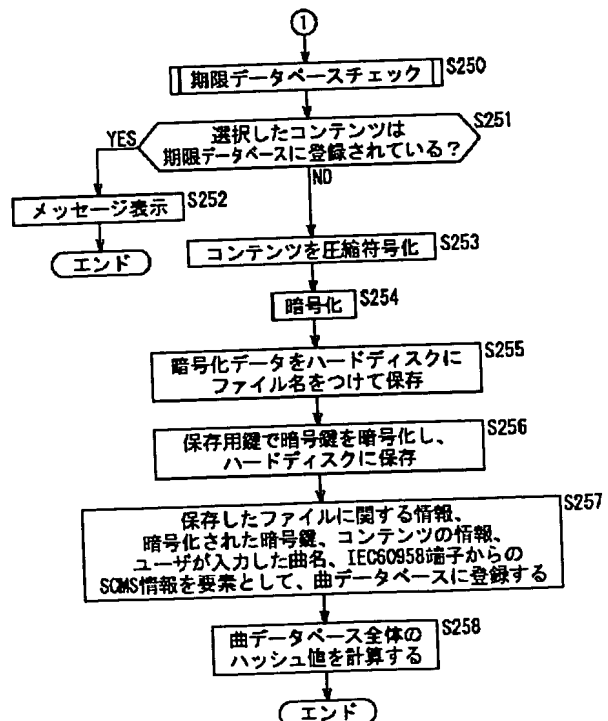 1
期限データベースチェック S250
選択したコンテンツは
期限データベースに登録されている？
S251
YES
NO
メッセージ表示 S252
エンド
コンテンツを圧縮符号化 S253
暗号化 S254
暗号化データをハードディスクに
ファイル名をつけて保存
S255
保存用鍵で暗号鍵を暗号化し、
ハードディスクに保存
S256
保存したファイルに関する情報、
暗号化された暗号鍵、コンテンツの情報、
ユーザが入力した曲名、IEC60958端子からの
SCMS情報を要素として、曲データベースに登録する
S257
曲データベース全体の
ハッシュ値を計算する
S258
エンド